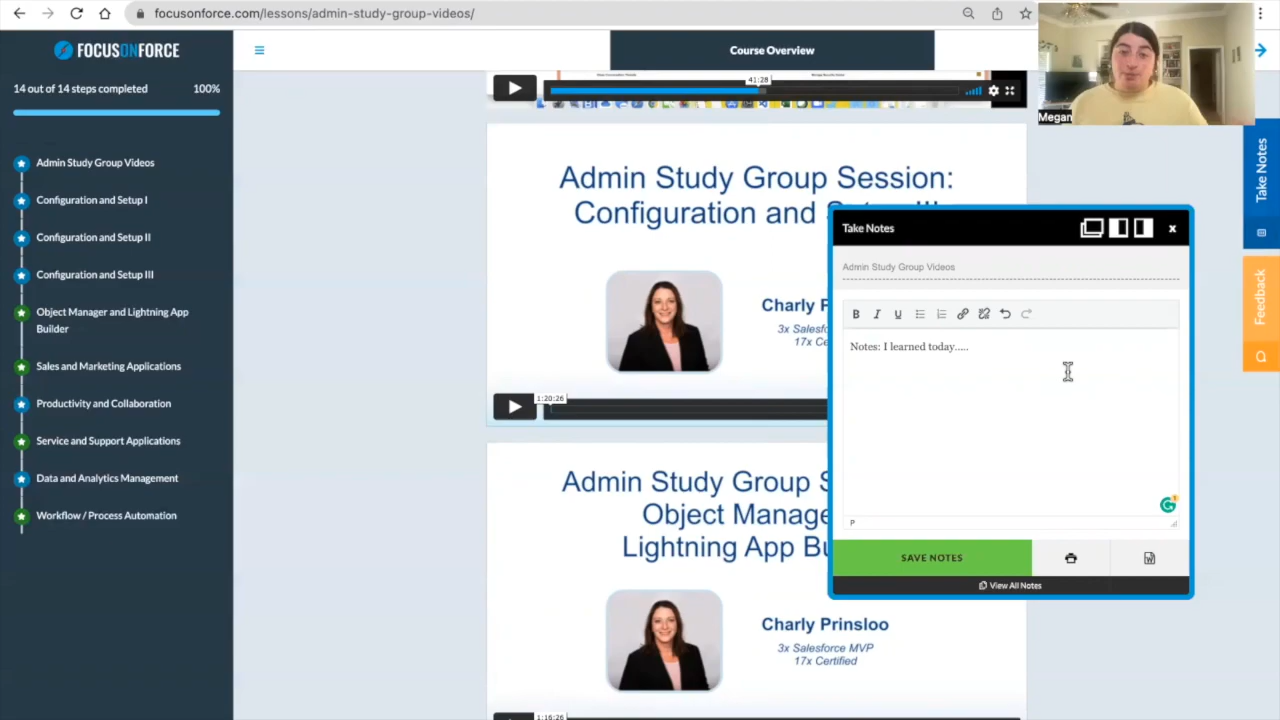 focusonforce.com/lessons/admin-study-group-videos/
FOCUSONFORCE
14 out of 14 steps completed 100%
Admin Study Group Videos
Configuration and Setup I
Configuration and Setup II
Configuration and Setup III
Object Manager and Lightning App
Builder
Sales and Marketing Applications
Productivity and Collaboration
Service and Support Applications
Data and Analytics Management
Workflow / Process Automation
Course Overview
41:28
Admin Study Group Session:
Configuration and
Charly
3x
17x
1:20:26
Admin Study Group
Object
Lightning App
Charly Prinsloo
3x Salesforce MVP
17x Certified
1:16:26
Take Notes
Admin Study Group Videos
B I U
Notes: I learned today.....
P
SAVE NOTES
View All Notes
Megan
Take Notes
Feedback